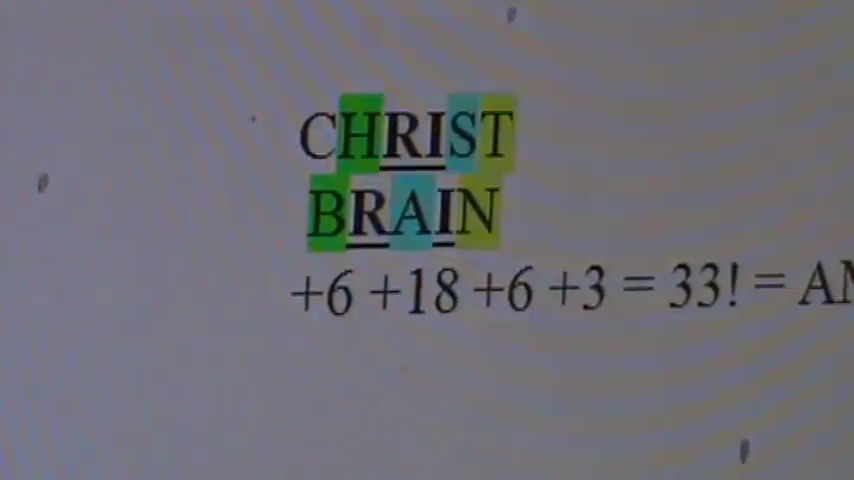 CHRIST
BRAIN
+6 +18 +6 +3 = 33! =